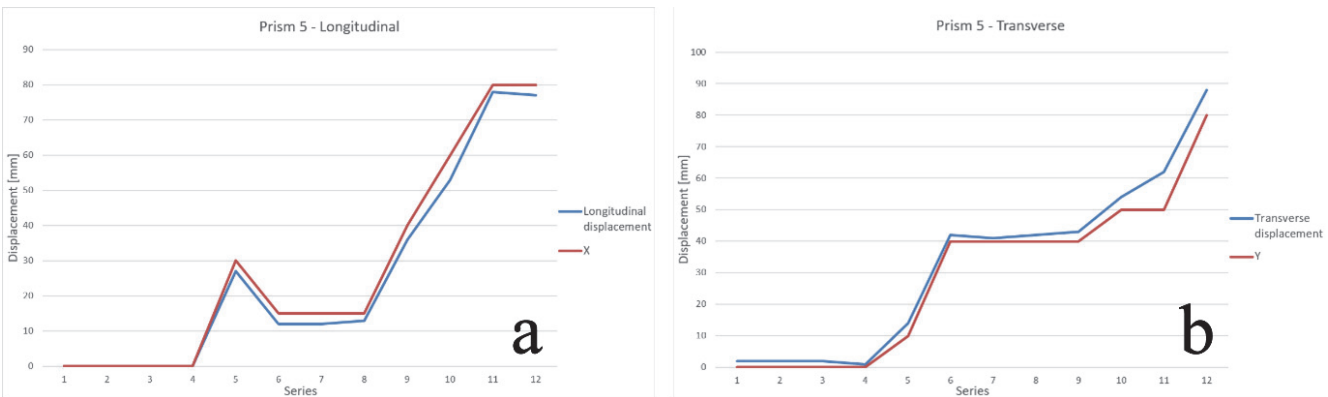 Prism 5 - Longitudinal
90
80
70
60
50
40
30
20
10
0
Displacement [mm]
1 2 3 4 5 6 7 8 9 10 11 12
Series
Longitudinal
displacement
X
a
Prism 5 - Transverse
100
90
80
70
60
50
40
30
20
10
0
Displacement [mm]
1 2 3 4 5 6 7 8 9 10 11 12
Series
Transverse
displacement
Y
b